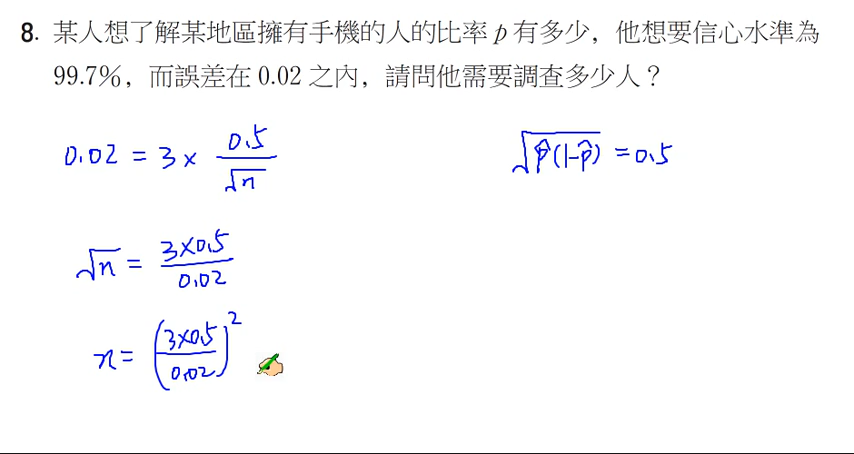 8. 某人想了解某地區擁有手機的人的比率 p 有多少，他想要信心水準為
99.7%，而誤差在 0.02 之內，請問他需要調查多少人？
0.02 = 3 × 0.5/√n
√p̂(1-p̂) = 0.5
√n = 3×0.5/0.02
n = (3×0.5/0.02)²